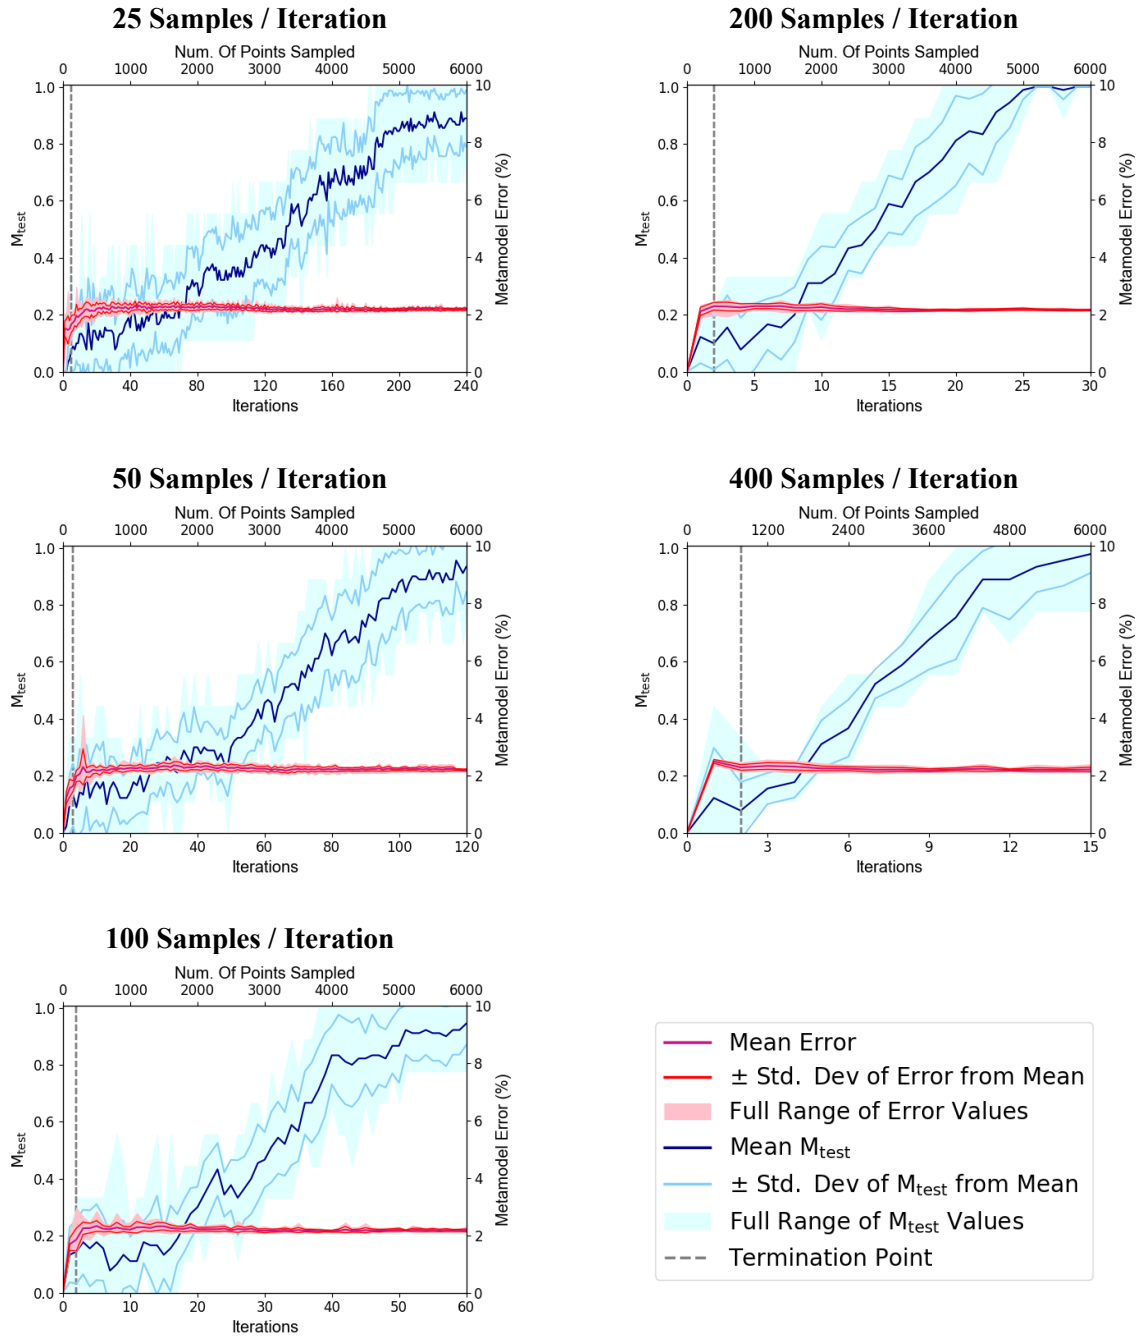 25 Samples / Iteration
Num. Of Points Sampled
0 1000 2000 3000 4000 5000 6000
1.0 0.8 0.6 0.4 0.2 0.0
M_test
10 8 6 4 2 0
Metamodel Error (%)
0 40 80 120 160 200 240
Iterations
200 Samples / Iteration
Num. Of Points Sampled
0 1000 2000 3000 4000 5000 6000
1.0 0.8 0.6 0.4 0.2 0.0
M_test
10 8 6 4 2 0
Metamodel Error (%)
0 5 10 15 20 25 30
Iterations
50 Samples / Iteration
Num. Of Points Sampled
0 1000 2000 3000 4000 5000 6000
1.0 0.8 0.6 0.4 0.2 0.0
M_test
10 8 6 4 2 0
Metamodel Error (%)
0 20 40 60 80 100 120
Iterations
400 Samples / Iteration
Num. Of Points Sampled
0 1200 2400 3600 4800 6000
1.0 0.8 0.6 0.4 0.2 0.0
M_test
10 8 6 4 2 0
Metamodel Error (%)
0 3 6 9 12 15
Iterations
100 Samples / Iteration
Num. Of Points Sampled
0 1000 2000 3000 4000 5000 6000
1.0 0.8 0.6 0.4 0.2 0.0
M_test
10 8 6 4 2 0
Metamodel Error (%)
0 10 20 30 40 50 60
Iterations
Mean Error
± Std. Dev of Error from Mean
Full Range of Error Values
Mean M_test
± Std. Dev of M_test from Mean
Full Range of M_test Values
Termination Point